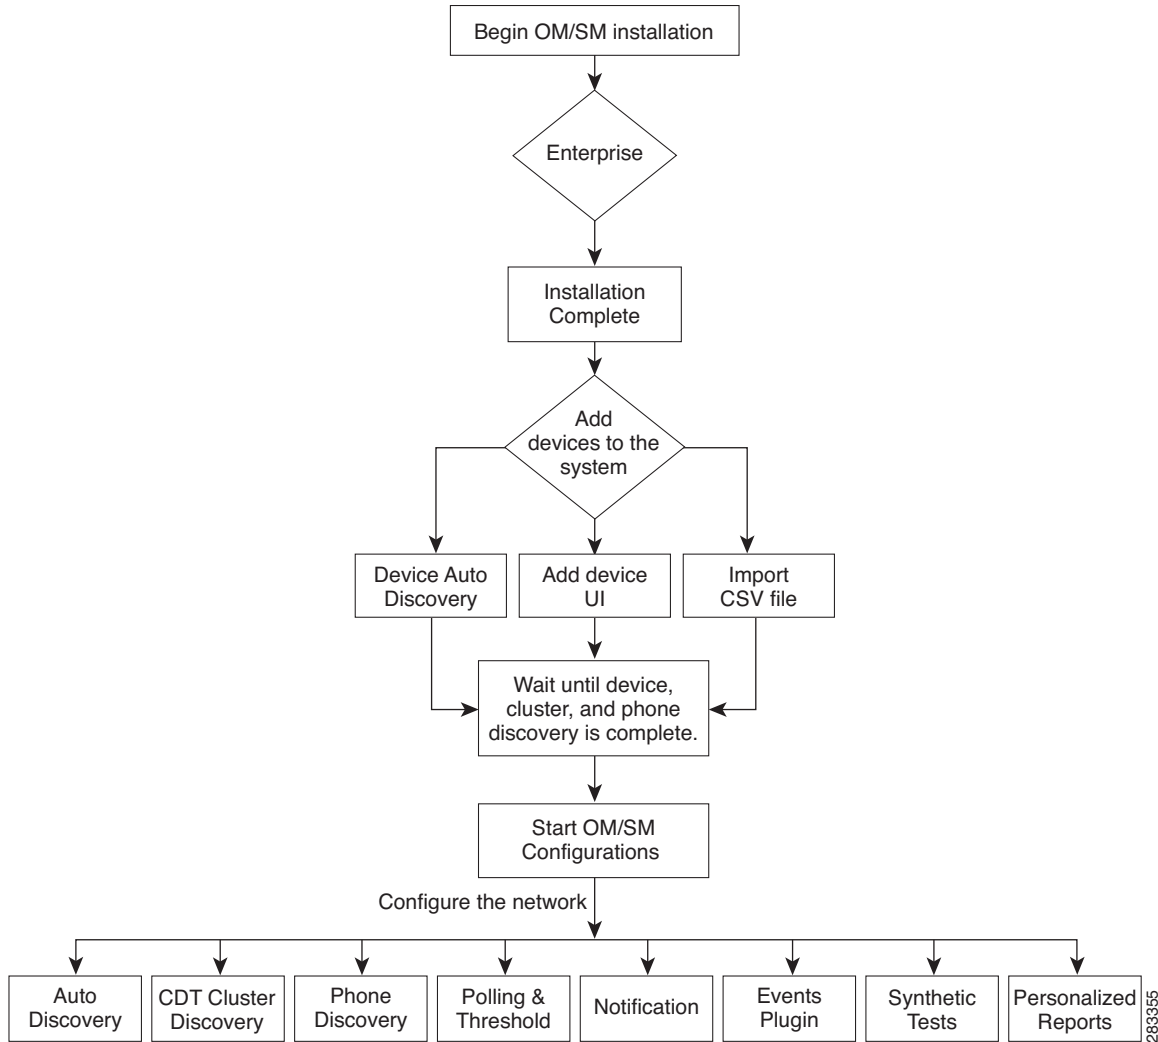 Begin OM/SM installation
Enterprise
Installation
Complete
Add
devices to the
system
Device Auto
Discovery
Add device
UI
Import
CSV file
Wait until device,
cluster, and phone
discovery is complete.
Start OM/SM
Configurations
Configure the network
Auto
Discovery
CDT Cluster
Discovery
Phone
Discovery
Polling &
Threshold
Notification
Events
Plugin
Synthetic
Tests
Personalized
Reports
283355